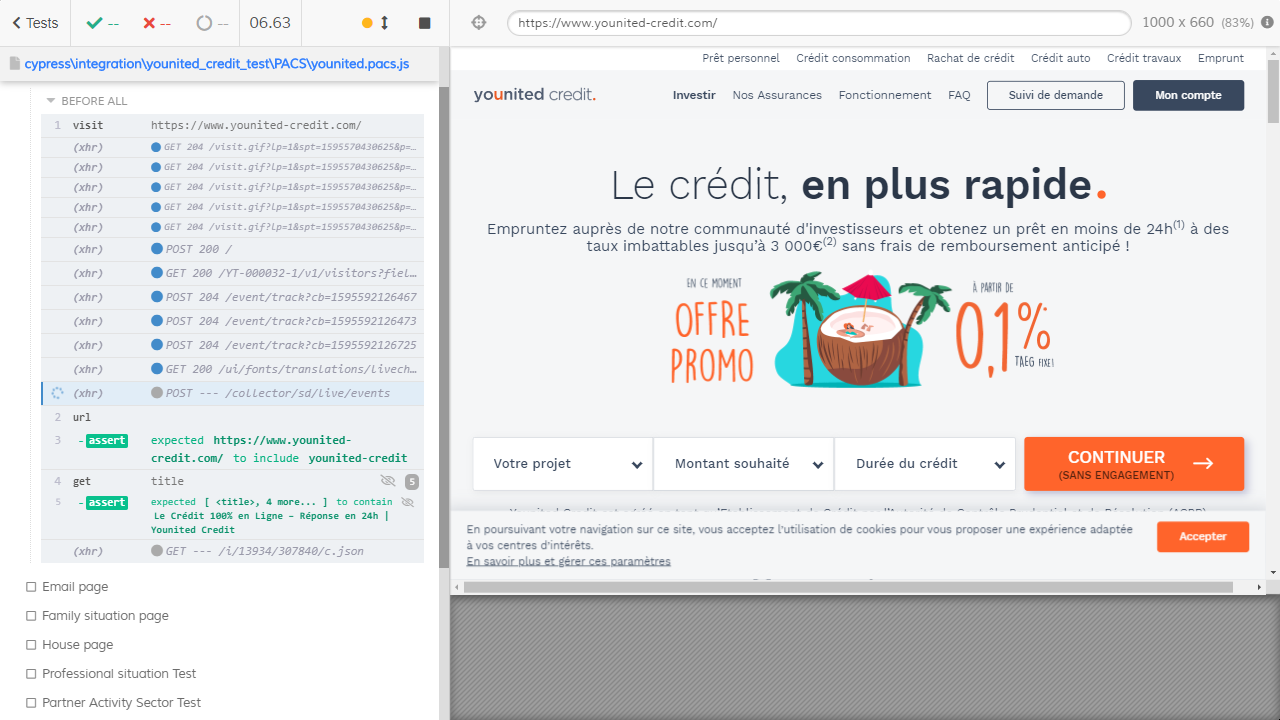 Tests -- -- -- 06.63
cypress\integration\younited_credit_test\PACS\younited.pacs.js
BEFORE ALL
1 visit https://www.younited-credit.com/
(xhr) GET 204 /visit.gif?lp=1&spt=1595570430625&p=…
(xhr) GET 204 /visit.gif?lp=1&spt=1595570430625&p=…
(xhr) GET 204 /visit.gif?lp=1&spt=1595570430625&p=…
(xhr) GET 204 /visit.gif?lp=1&spt=1595570430625&p=…
(xhr) GET 204 /visit.gif?lp=1&spt=1595570430625&p=…
(xhr) POST 200 /
(xhr) GET 200 /YT-000032-1/v1/visitors?fiel…
(xhr) POST 204 /event/track?cb=1595592126467
(xhr) POST 204 /event/track?cb=1595592126473
(xhr) POST 204 /event/track?cb=1595592126725
(xhr) GET 200 /ui/fonts/translations/livech…
(xhr) POST --- /collector/sd/live/events
2 url
3 - assert expected https://www.younited-
credit.com/ to include younited-credit
4 get title 5
5 - assert expected [ <title>, 4 more... ] to contain
Le Crédit 100% en Ligne – Réponse en 24h |
Younited Credit
(xhr) GET --- /i/13934/307840/c.json
Email page
Family situation page
House page
Professional situation Test
Partner Activity Sector Test
https://www.younited-credit.com/ 1000 x 660 (83%)
Prêt personnel Crédit consommation Rachat de crédit Crédit auto Crédit travaux Emprunt
younited credit. Investir Nos Assurances Fonctionnement FAQ Suivi de demande Mon compte
Le crédit, en plus rapide.
Empruntez auprès de notre communauté d'investisseurs et obtenez un prêt en moins de 24h(1) à des
taux imbattables jusqu'à 3 000€(2) sans frais de remboursement anticipé !
EN CE MOMENT
OFFRE
PROMO
À PARTIR DE
0,1%
TAEG FIXE!
Votre projet Montant souhaité Durée du crédit CONTINUER
(SANS ENGAGEMENT)
En poursuivant votre navigation sur ce site, vous acceptez l'utilisation de cookies pour vous proposer une expérience adaptée
à vos centres d'intérêts.
En savoir plus et gérer ces paramètres
Accepter